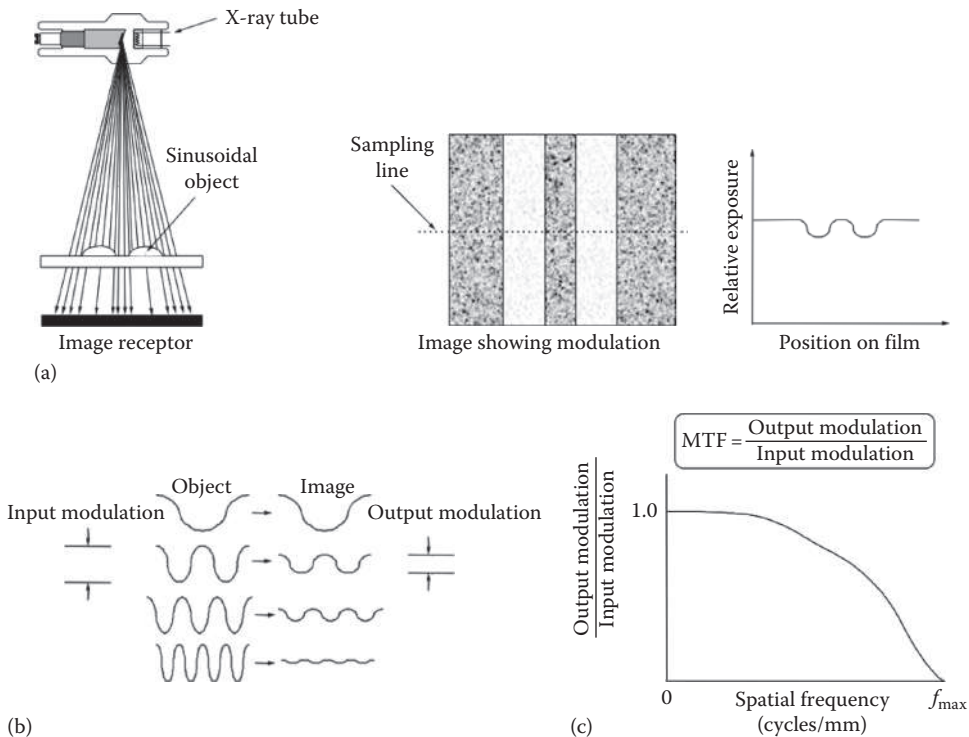 X-ray tube
Sinusoidal
object
Image receptor
Sampling
line
Image showing modulation
Relative exposure
Position on film
(a)
Object
Image
Input modulation
Output modulation
(b)
MTF = Output modulation
Input modulation
Output modulation
Input modulation
1.0
0
Spatial frequency
(cycles/mm)
fmax
(c)